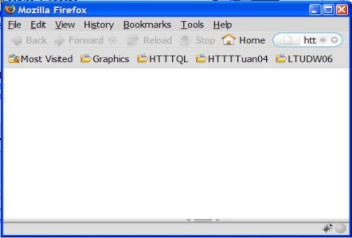 Mozilla Firefox
File Edit View History Bookmarks Tools Help
Back Forward Reload Stop Home htt
Most Visited Graphics HTTTQL HTTTTuan04 LTUDW06